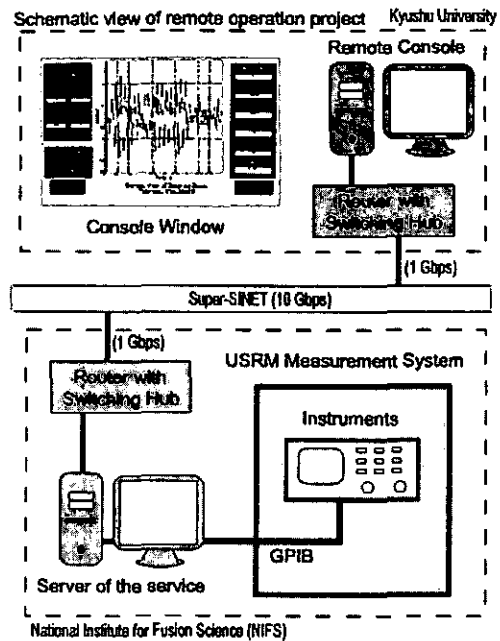 Schematic view of remote operation project
Kyushu University
Remote Console
Console Window
Router with
Switching Hub
(1 Gbps)
Super-SINET (10 Gbps)
(1 Gbps)
Router with
Switching Hub
USRM Measurement System
Instruments
GPIB
Server of the service
National Institute for Fusion Science (NIFS)